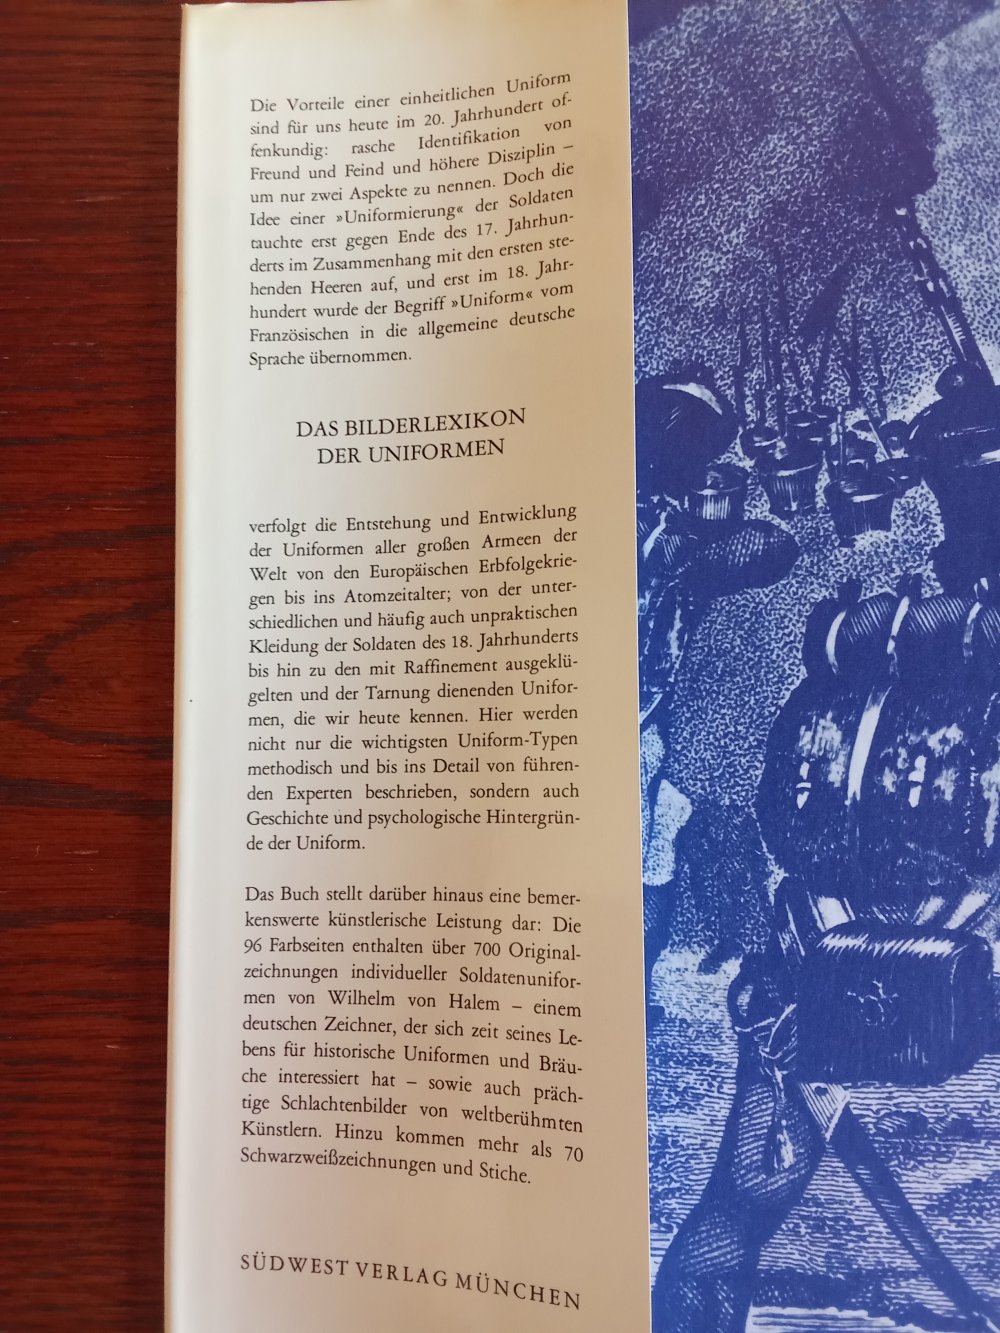 Die Vorteile einer einheitlichen Uniform
sind für uns heute im 20. Jahrhundert of-
fenkundig: rasche Identifikation von
Freund und Feind und höhere Disziplin –
um nur zwei Aspekte zu nennen. Doch die
Idee einer »Uniformierung« der Soldaten
tauchte erst gegen Ende des 17. Jahrhun-
derts im Zusammenhang mit den ersten ste-
henden Heeren auf, und erst im 18. Jahr-
hundert wurde der Begriff »Uniform« vom
Französischen in die allgemeine deutsche
Sprache übernommen.
DAS BILDERLEXIKON
DER UNIFORMEN
verfolgt die Entstehung und Entwicklung
der Uniformen aller großen Armeen der
Welt von den Europäischen Erbfolgekrie-
gen bis ins Atomzeitalter; von der unter-
schiedlichen und häufig auch unpraktischen
Kleidung der Soldaten des 18. Jahrhunderts
bis hin zu den mit Raffinement ausgeklü-
gelten und der Tarnung dienenden Unifor-
men, die wir heute kennen. Hier werden
nicht nur die wichtigsten Uniform-Typen
methodisch und bis ins Detail von führen-
den Experten beschrieben, sondern auch
Geschichte und psychologische Hintergrün-
de der Uniform.
Das Buch stellt darüber hinaus eine bemer-
kenswerte künstlerische Leistung dar: Die
96 Farbseiten enthalten über 700 Original-
zeichnungen individueller Soldatenunifor-
men von Wilhelm von Halem – einem
deutschen Zeichner, der sich zeit seines Le-
bens für historische Uniformen und Bräu-
che interessiert hat – sowie auch präch-
tige Schlachtenbilder von weltberühmten
Künstlern. Hinzu kommen mehr als 70
Schwarzweißzeichnungen und Stiche.
SÜDWEST VERLAG MÜNCHEN